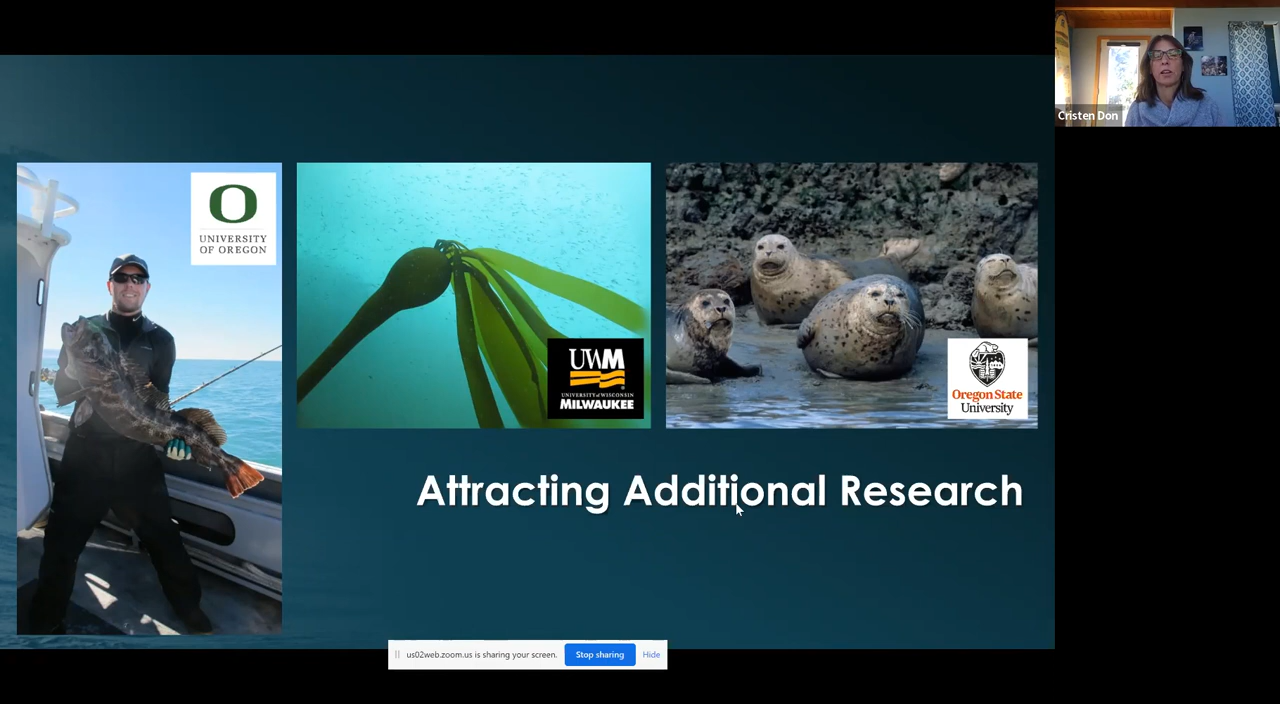 Cristen Don
O
UNIVERSITY
OF OREGON
UWM
UNIVERSITY of WISCONSIN
MILWAUKEE
Oregon State
University
Attracting Additional Research
us02web.zoom.us is sharing your screen.
Stop sharing
Hide